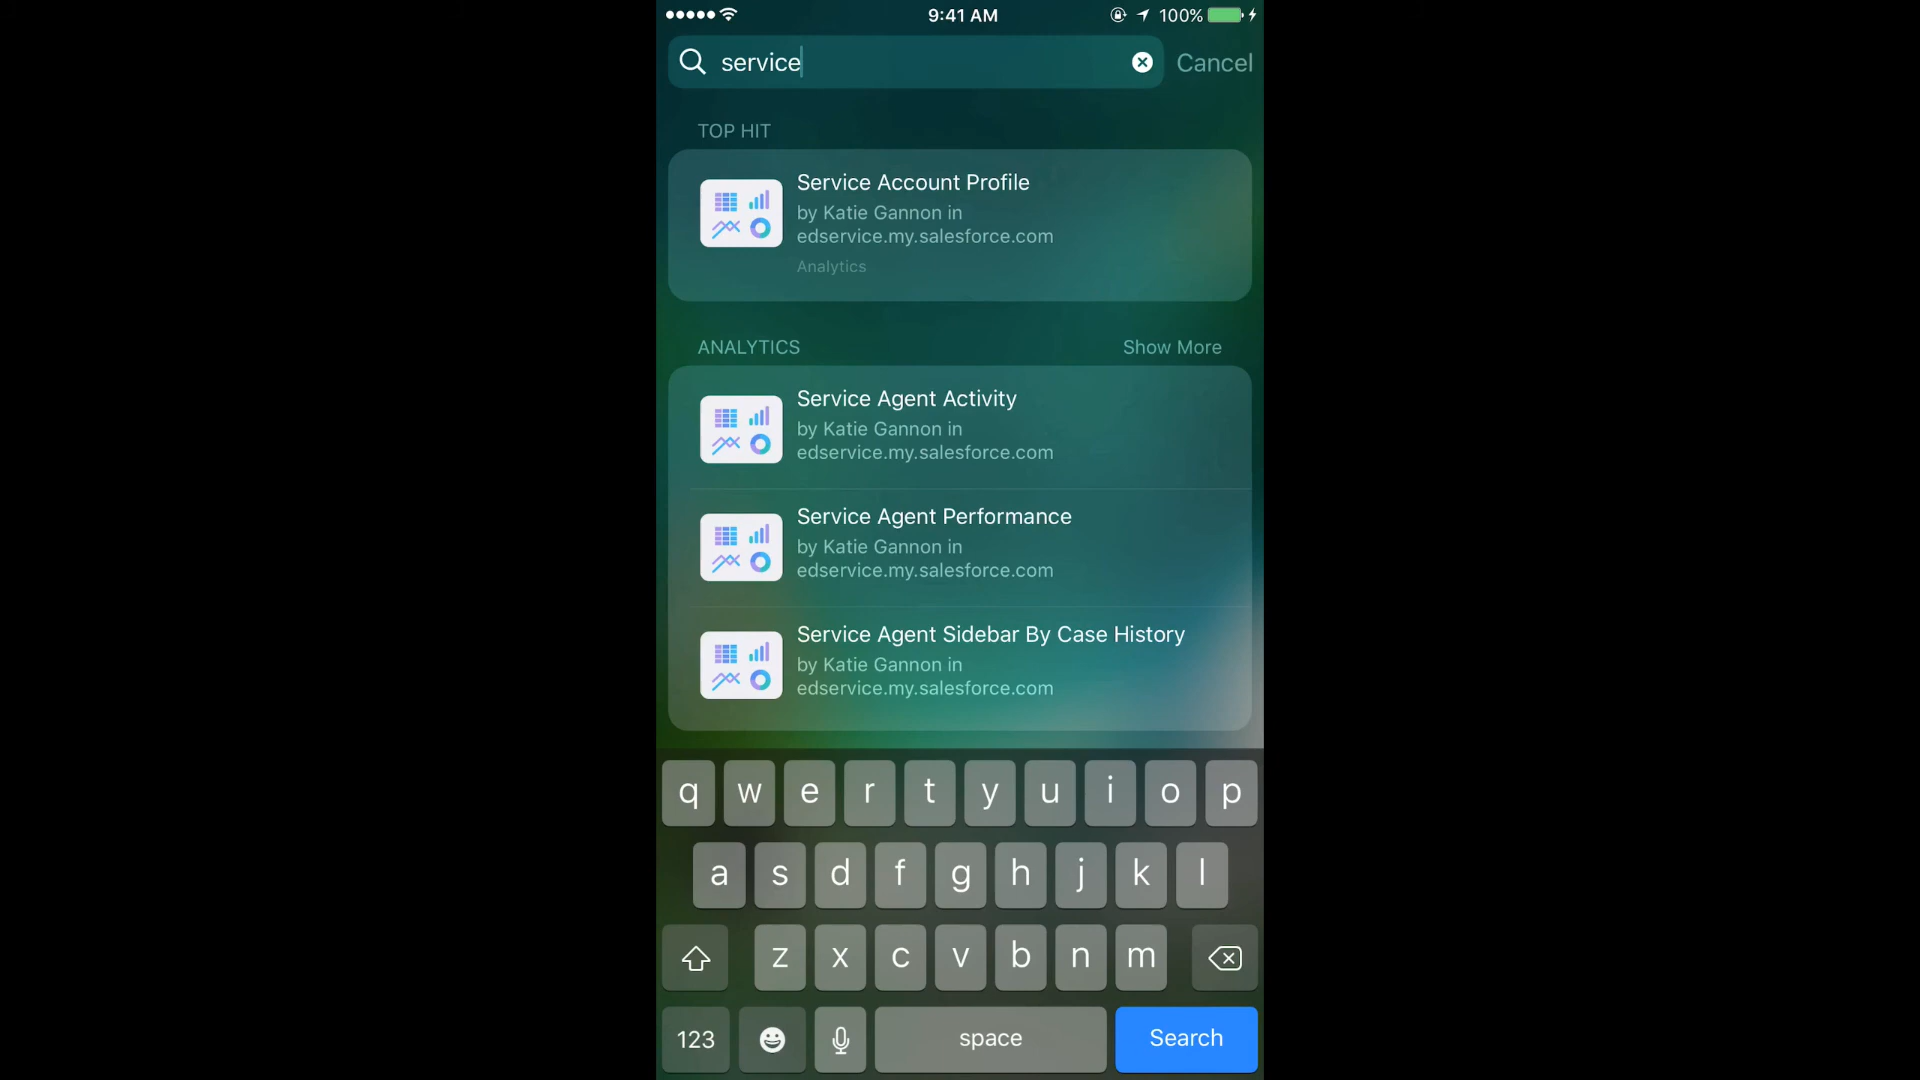 9:41 AM
100%
service
Cancel
TOP HIT
Service Account Profile
by Katie Gannon in
edservice.my.salesforce.com
Analytics
ANALYTICS
Show More
Service Agent Activity
by Katie Gannon in
edservice.my.salesforce.com
Service Agent Performance
by Katie Gannon in
edservice.my.salesforce.com
Service Agent Sidebar By Case History
by Katie Gannon in
edservice.my.salesforce.com
q w e r t y u i o p
a s d f g h j k l
z x c v b n m
123 space Search